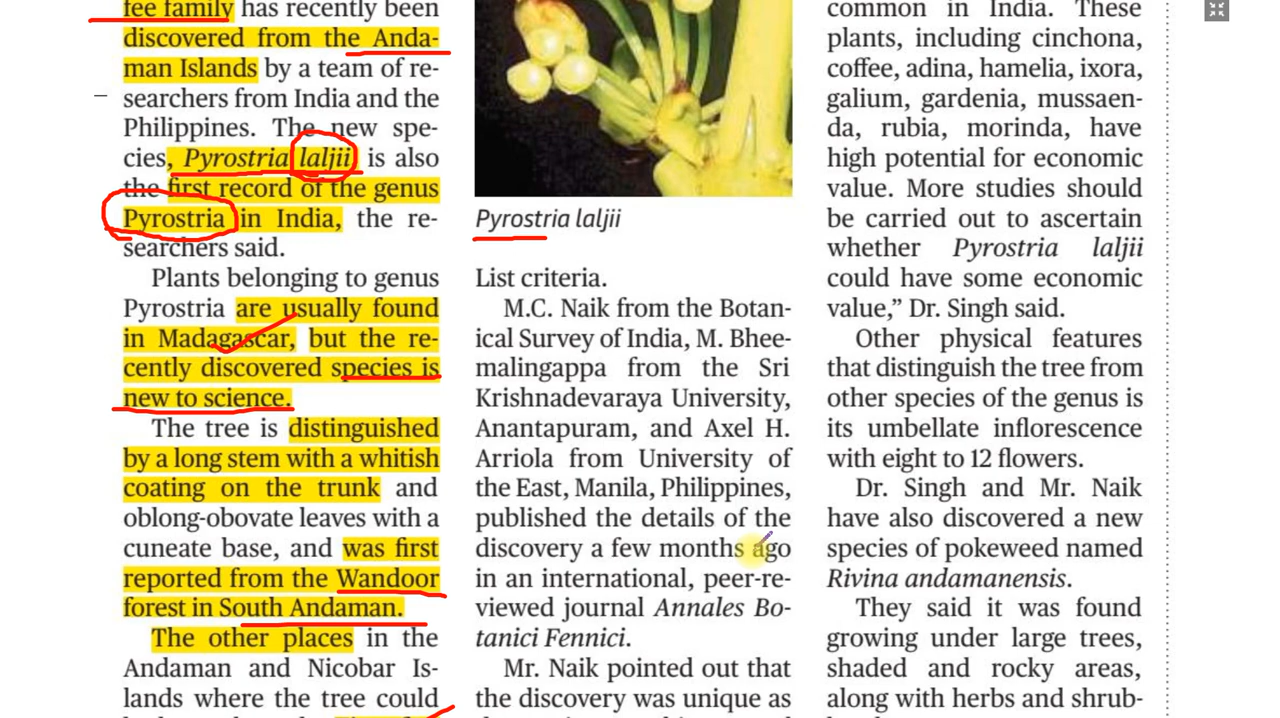 fee family has recently been
discovered from the Anda-
man Islands by a team of re-
searchers from India and the
Philippines. The new spe-
cies, Pyrostria laljii, is also
the first record of the genus
Pyrostria in India, the re-
searchers said.
Plants belonging to genus
Pyrostria are usually found
in Madagascar, but the re-
cently discovered species is
new to science.
The tree is distinguished
by a long stem with a whitish
coating on the trunk and
oblong-obovate leaves with a
cuneate base, and was first
reported from the Wandoor
forest in South Andaman.
The other places in the
Andaman and Nicobar Is-
lands where the tree could
Pyrostria laljii
List criteria.
M.C. Naik from the Botan-
ical Survey of India, M. Bhee-
malingappa from the Sri
Krishnadevaraya University,
Anantapuram, and Axel H.
Arriola from University of
the East, Manila, Philippines,
published the details of the
discovery a few months ago
in an international, peer-re-
viewed journal Annales Bo-
tanici Fennici.
Mr. Naik pointed out that
the discovery was unique as
common in India. These
plants, including cinchona,
coffee, adina, hamelia, ixora,
galium, gardenia, mussaen-
da, rubia, morinda, have
high potential for economic
value. More studies should
be carried out to ascertain
whether Pyrostria laljii
could have some economic
value,” Dr. Singh said.
Other physical features
that distinguish the tree from
other species of the genus is
its umbellate inflorescence
with eight to 12 flowers.
Dr. Singh and Mr. Naik
have also discovered a new
species of pokeweed named
Rivina andamanensis.
They said it was found
growing under large trees,
shaded and rocky areas,
along with herbs and shrub-